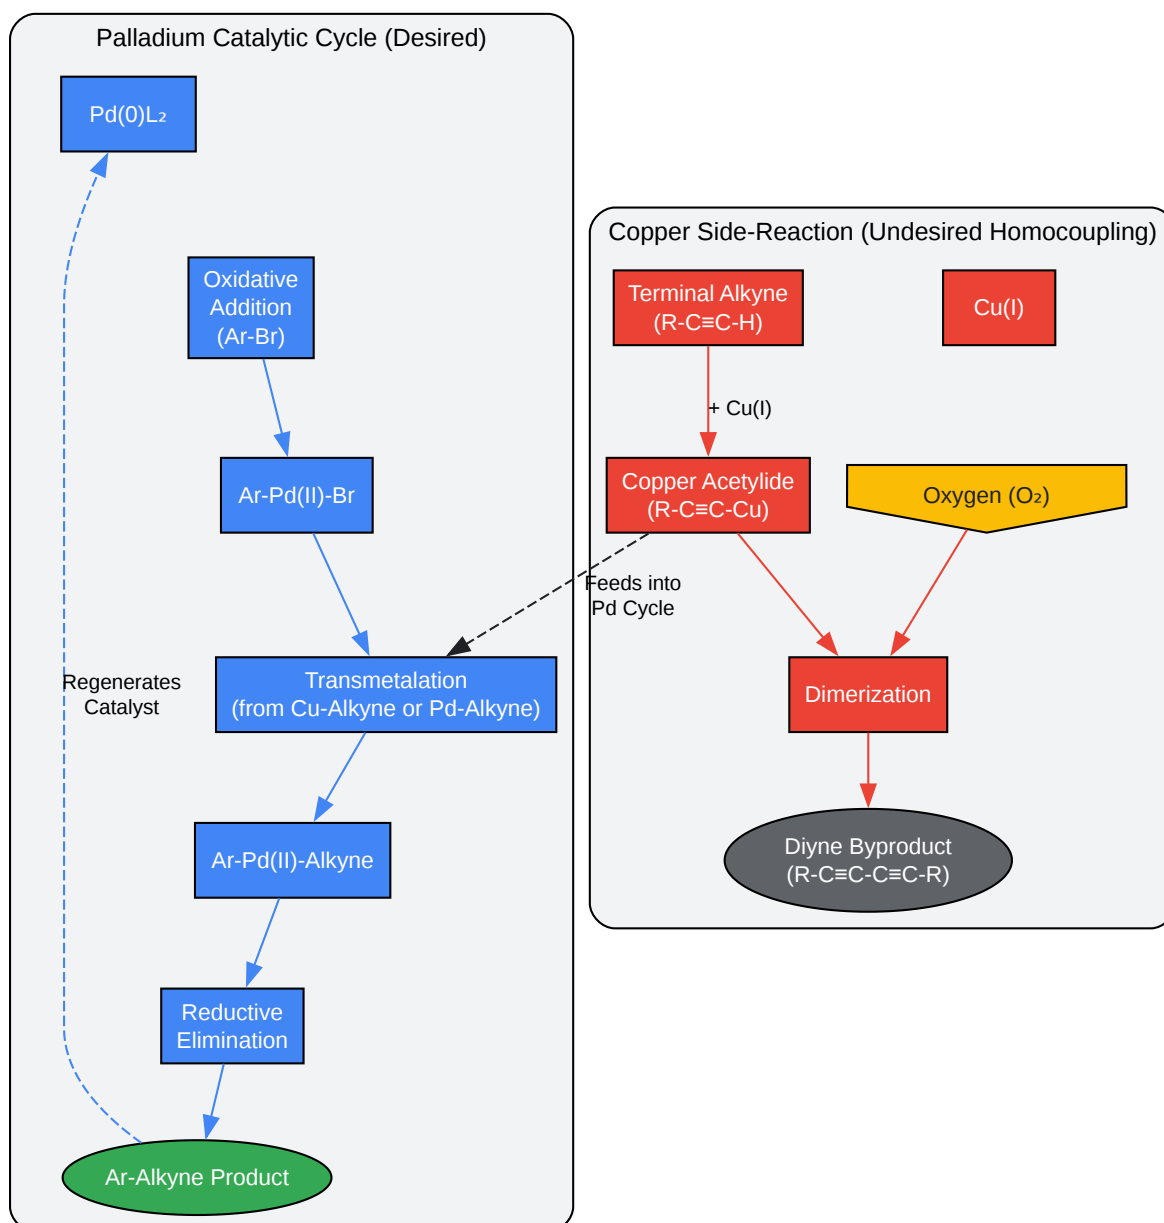 Palladium Catalytic Cycle (Desired)
Pd(0)L₂
Oxidative
Addition
(Ar-Br)
Ar-Pd(II)-Br
Transmetalation
(from Cu-Alkyne or Pd-Alkyne)
Regenerates
Catalyst
Ar-Pd(II)-Alkyne
Reductive
Elimination
Ar-Alkyne Product
Copper Side-Reaction (Undesired Homocoupling)
Terminal Alkyne
(R-C≡C-H)
Cu(I)
+ Cu(I)
Copper Acetylide
(R-C≡C-Cu)
Oxygen (O₂)
Feeds into
Pd Cycle
Dimerization
Diyne Byproduct
(R-C≡C-C≡C-R)